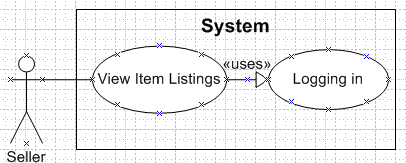 System
«uses»
View Item Listings
Logging in
Seller